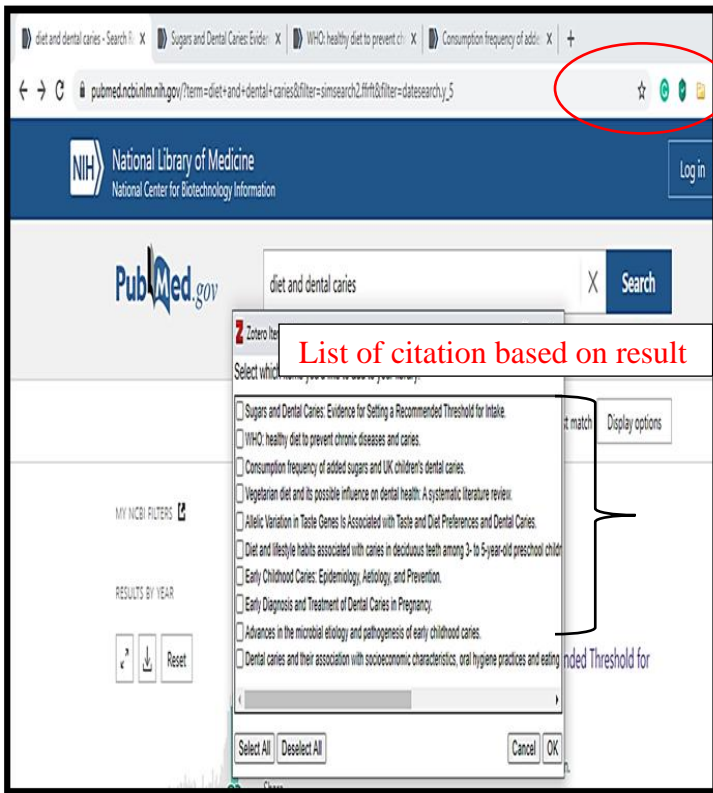 diet and dental caries - Search R X Sugars and Dental Caries: Eviden X WHO: healthy diet to prevent ch X Consumption frequency of adde X +
pubmed.ncbi.nlm.nih.gov/?term=diet+and+dental+caries&filter=simsearch2.ffrft&filter=datesearch.y_5
NIH National Library of Medicine
National Center for Biotechnology Information
Log in
PubMed.gov
diet and dental caries X Search
Z Zotero Ite
List of citation based on result
Select which items you'd like to add to your library:
Sugars and Dental Caries: Evidence for Setting a Recommended Threshold for Intake.
st match Display options
WHO: healthy diet to prevent chronic diseases and caries.
Consumption frequency of added sugars and UK children's dental caries.
Vegetarian diet and its possible influence on dental health: A systematic literature review.
MY NCBI FILTERS
Allelic Variation in Taste Genes Is Associated with Taste and Diet Preferences and Dental Caries.
Diet and lifestyle habits associated with caries in deciduous teeth among 3- to 5-year-old preschool childr
Early Childhood Caries: Epidemiology, Aetiology, and Prevention.
RESULTS BY YEAR
Early Diagnosis and Treatment of Dental Caries in Pregnancy.
Advances in the microbial etiology and pathogenesis of early childhood caries.
Reset
Dental caries and their association with socioeconomic characteristics, oral hygiene practices and eating
nded Threshold for
Select All Deselect All Cancel OK
n.